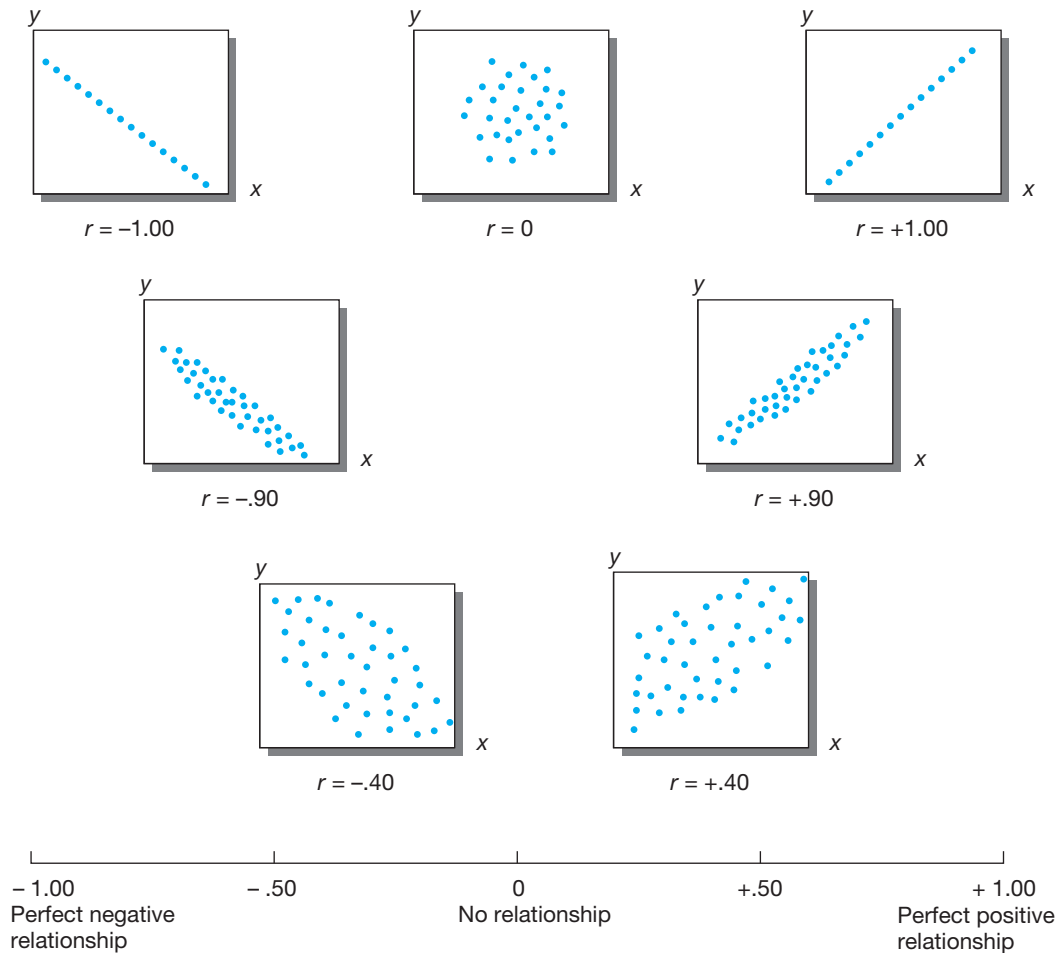 y
y
y
x
x
x
r = –1.00
r = 0
r = +1.00
y
y
x
x
r = –.90
r = +.90
y
y
x
x
r = –.40
r = +.40
– 1.00
– .50
0
+.50
+ 1.00
Perfect negative
relationship
No relationship
Perfect positive
relationship